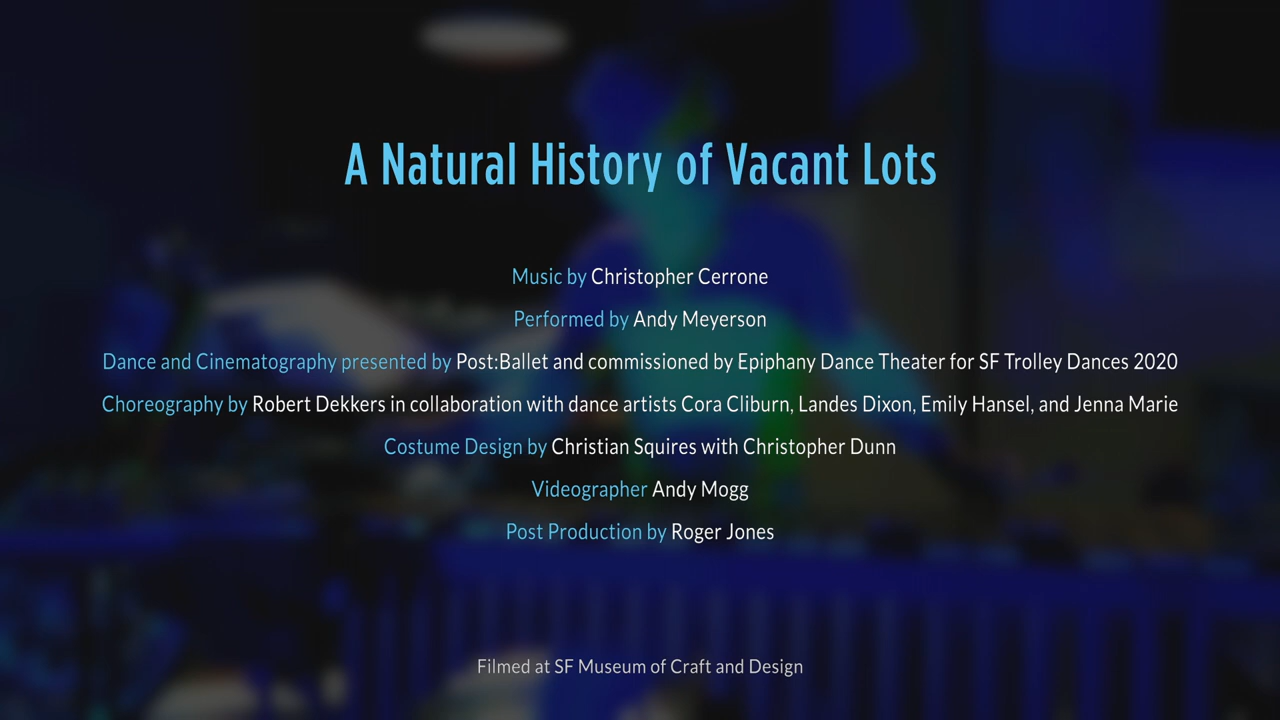 A Natural History of Vacant Lots
Music by Christopher Cerrone
Performed by Andy Meyerson
Dance and Cinematography presented by Post:Ballet and commissioned by Epiphany Dance Theater for SF Trolley Dances 2020
Choreography by Robert Dekkers in collaboration with dance artists Cora Cliburn, Landes Dixon, Emily Hansel, and Jenna Marie
Costume Design by Christian Squires with Christopher Dunn
Videographer Andy Mogg
Post Production by Roger Jones
Filmed at SF Museum of Craft and Design